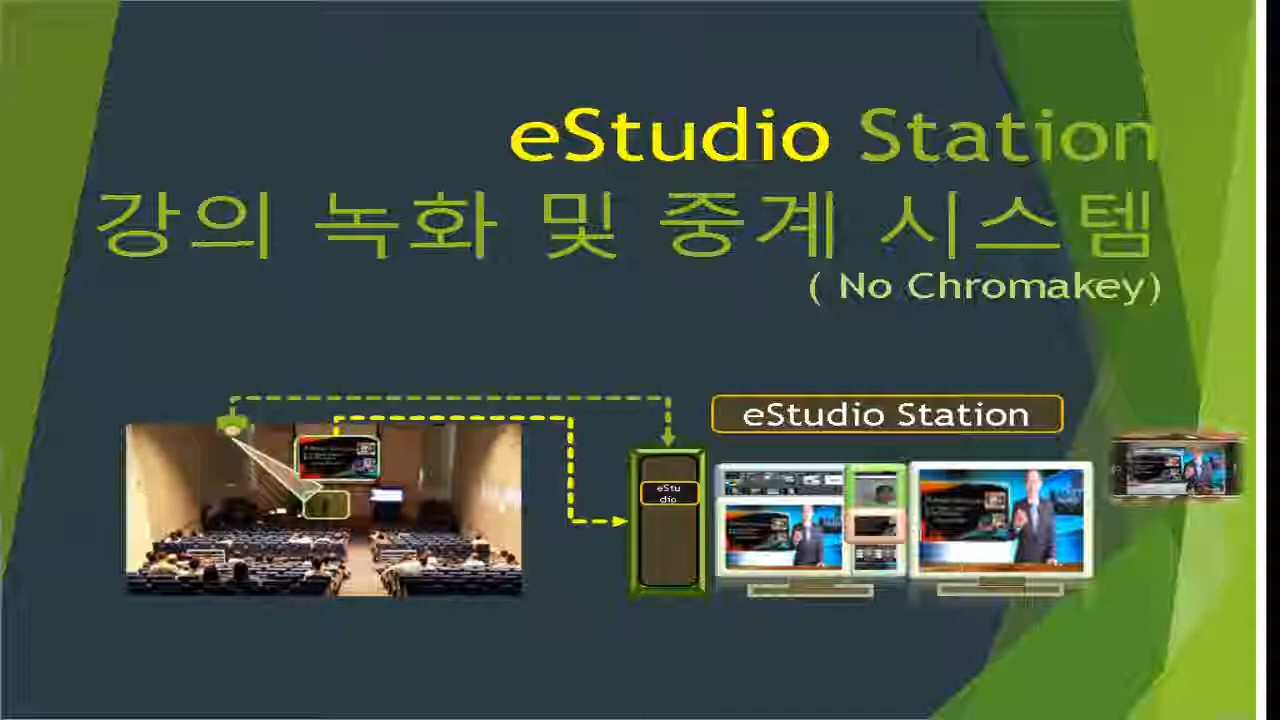 eStudio Station
강의 녹화 및 중계 시스템
( No Chromakey)
eStudio Station
eStu
dio